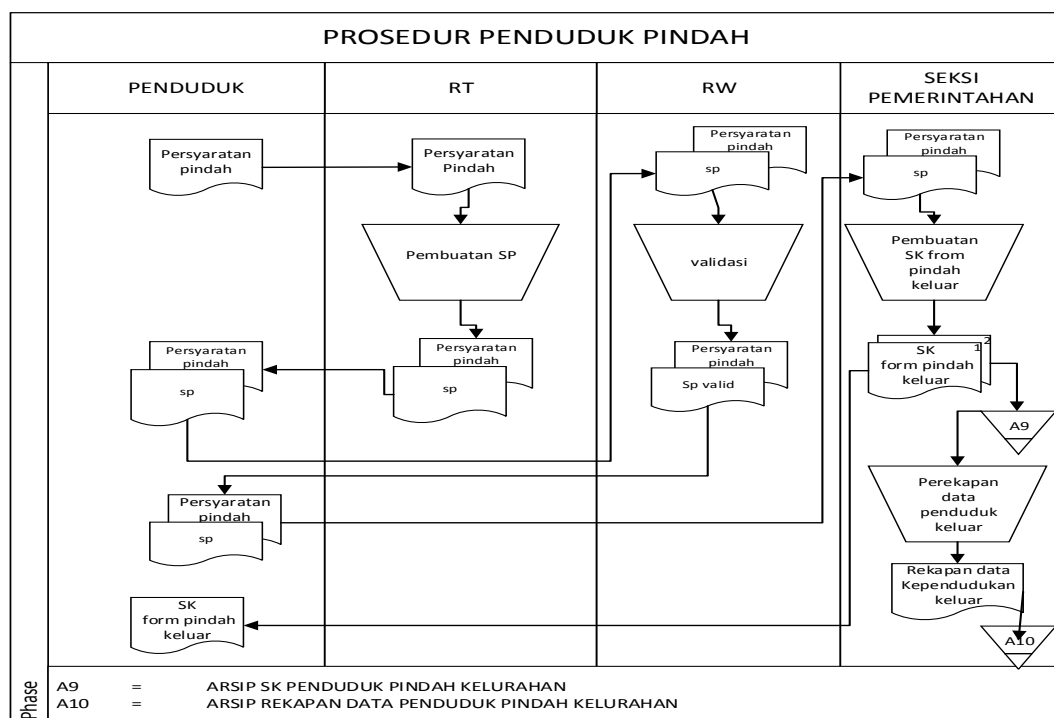 PROSEDUR PENDUDUK PINDAH
PENDUDUK
RT
RW
SEKSI
PEMERINTAHAN
Persyaratan
pindah
Persyaratan
Pindah
Persyaratan
pindah
sp
Persyaratan
pindah
sp
Pembuatan SP
validasi
Pembuatan
SK from
pindah
keluar
Persyaratan
pindah
sp
Persyaratan
pindah
sp
Persyaratan
pindah
Sp valid
SK
form pindah
keluar
1
2
A9
Persyaratan
pindah
sp
Perekapan
data
penduduk
keluar
SK
form pindah
keluar
Rekapan data
Kependudukan
keluar
A10
Phase
A9 = ARSIP SK PENDUDUK PINDAH KELURAHAN
A10 = ARSIP REKAPAN DATA PENDUDUK PINDAH KELURAHAN